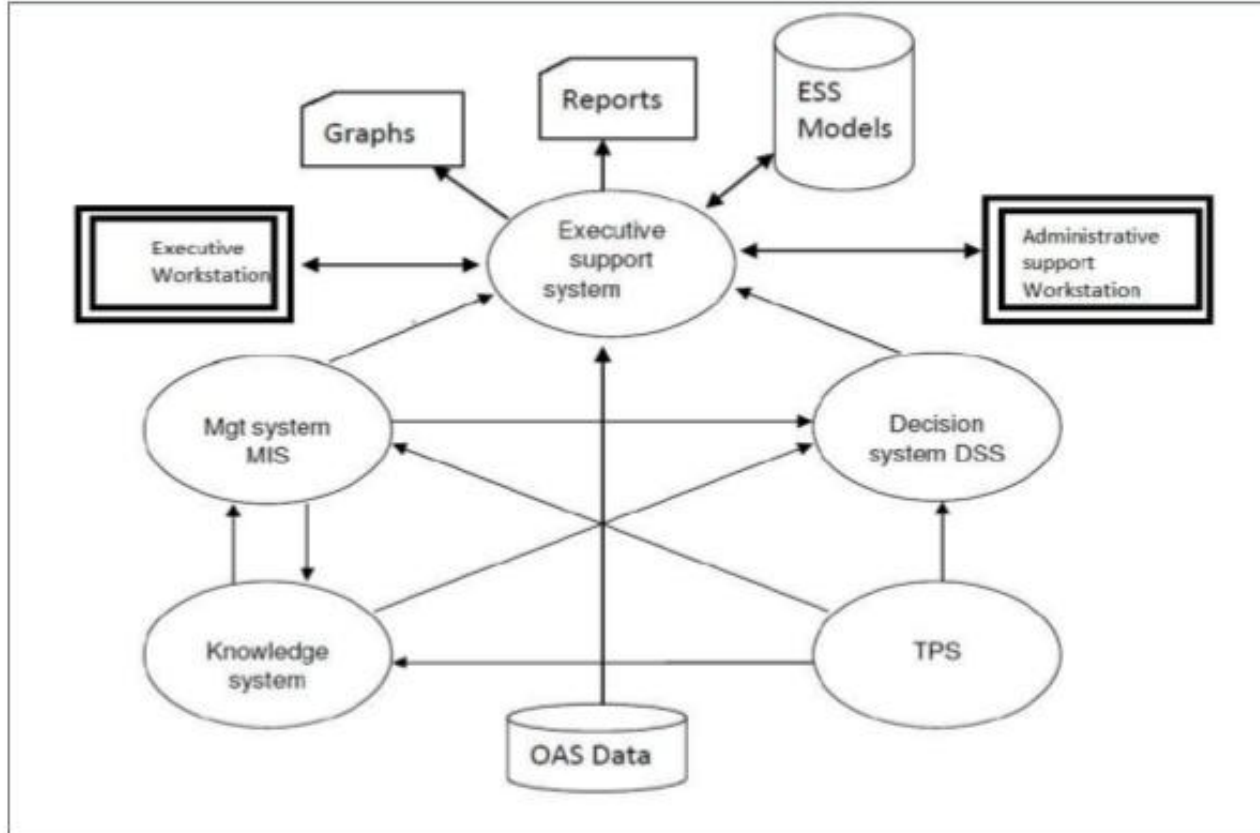 Graphs
Reports
ESS
Models
Executive
Workstation
Executive
support
system
Administrative
support
Workstation
Mgt system
MIS
Decision
system DSS
Knowledge
system
TPS
OAS Data